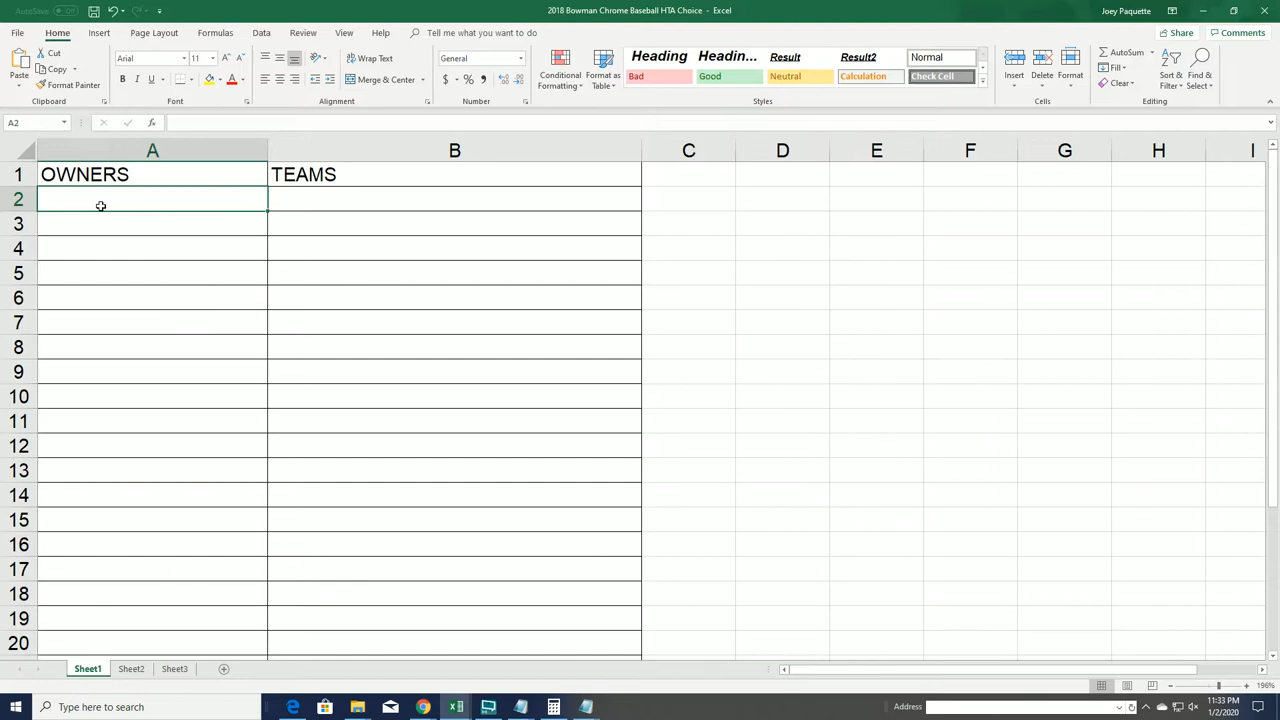 AutoSave Off 2018 Bowman Chrome Baseball HTA Choice - Excel Joey Paquette
File Home Insert Page Layout Formulas Data Review View Help Tell me what you want to do Share Comments
Paste Cut Copy Format Painter Clipboard
Arial 11 A A B I U A Font
ab Wrap Text Merge & Center Alignment
General $ % , Number
Conditional Formatting Format as Table Heading Headin... Result Result2 Normal
Bad Good Neutral Calculation Check Cell Styles
Insert Delete Format Cells
AutoSum Fill Clear Sort & Filter Find & Select Editing
A2 fx
A B C D E F G H I
1 OWNERS TEAMS
2
3
4
5
6
7
8
9
10
11
12
13
14
15
16
17
18
19
20
Sheet1 Sheet2 Sheet3
196%
Type here to search Address 11:33 PM
1/2/2020